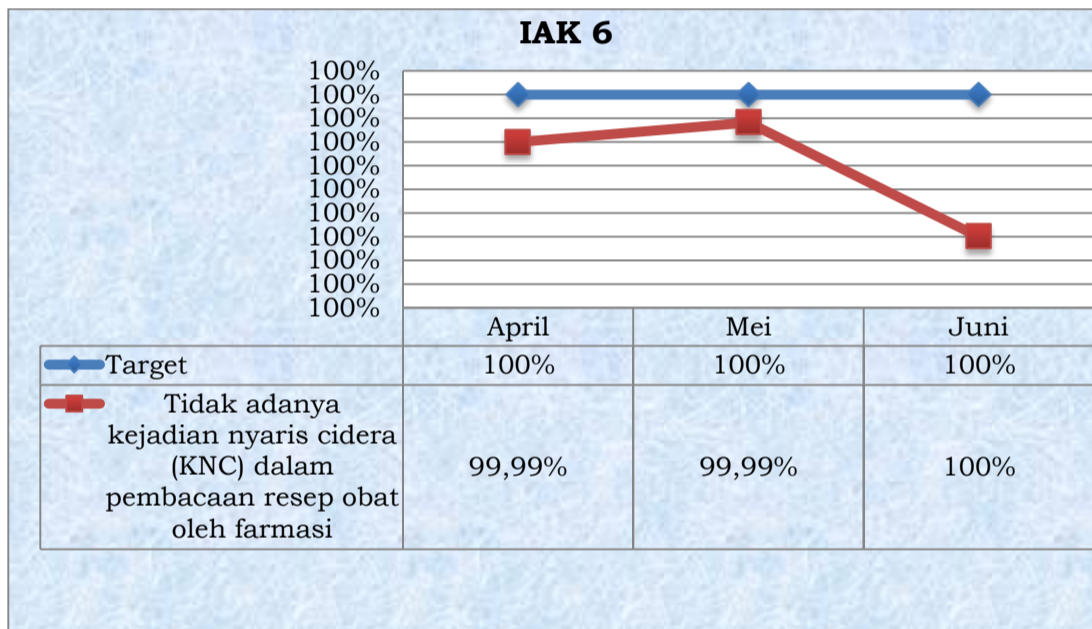 IAK 6
100%
100%
100%
100%
100%
100%
100%
100%
100%
100%
100%
April Mei Juni
Target 100% 100% 100%
Tidak adanya
kejadian nyaris cidera
(KNC) dalam 99,99% 99,99% 100%
pembacaan resep obat
oleh farmasi